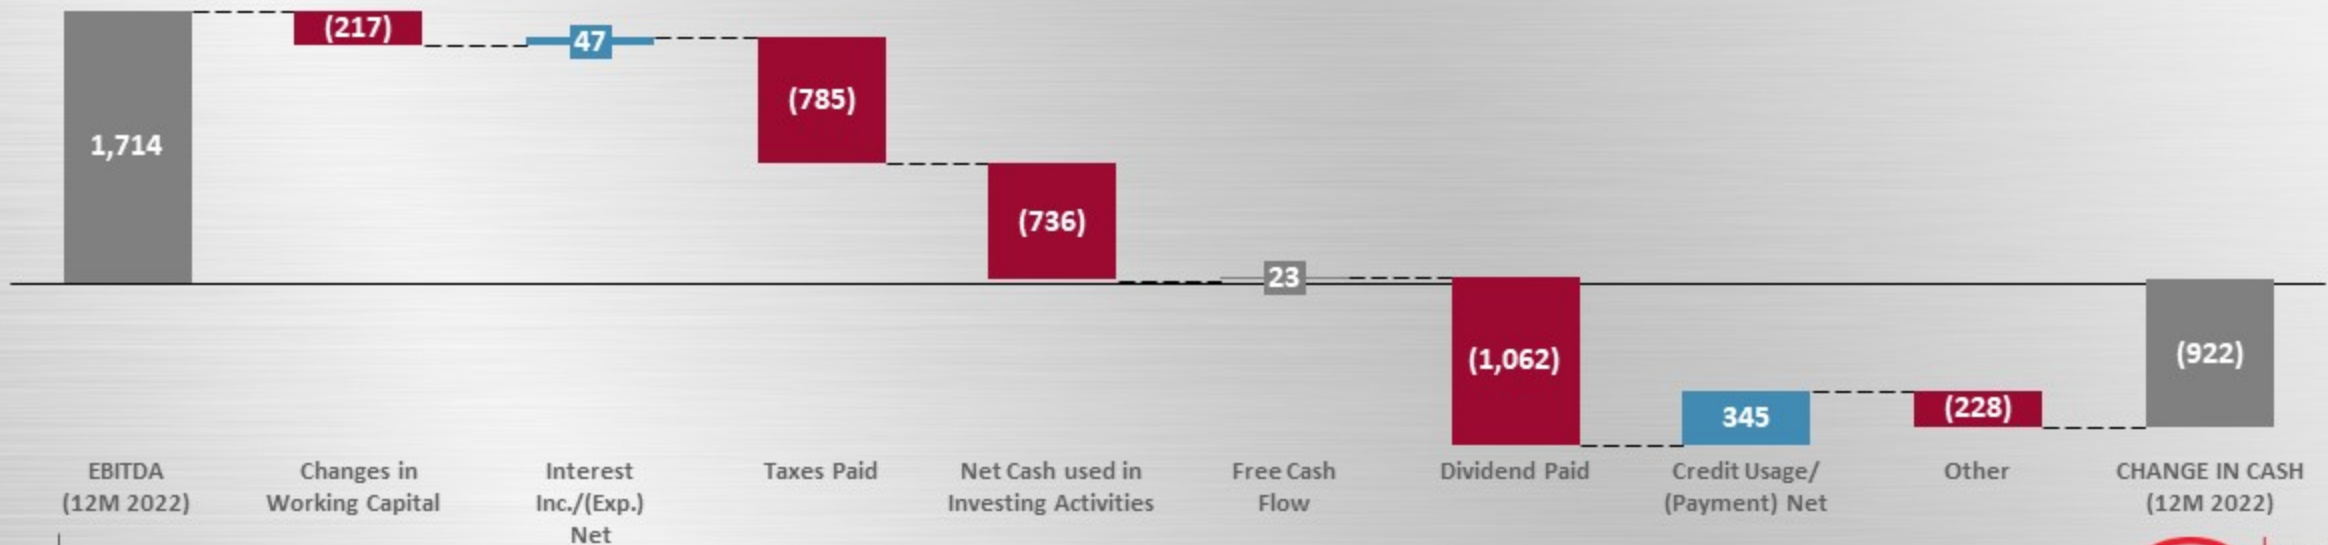 1,714
(217)
47
(785)
(736)
23
(1,062)
345
(228)
(922)
EBITDA
(12M 2022)
Changes in
Working Capital
Interest
Inc./(Exp.)
Net
Taxes Paid
Net Cash used in
Investing Activities
Free Cash
Flow
Dividend Paid
Credit Usage/
(Payment) Net
Other
CHANGE IN CASH
(12M 2022)